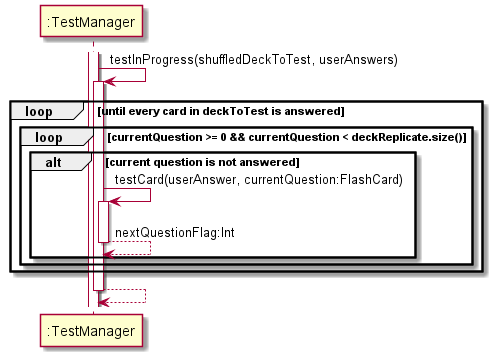 :TestManager
testInProgress(shuffledDeckToTest, userAnswers)
loop [until every card in deckToTest is answered]
loop [currentQuestion >= 0 && currentQuestion < deckReplicate.size()]
alt [current question is not answered]
testCard(userAnswer, currentQuestion:FlashCard)
nextQuestionFlag:Int
:TestManager